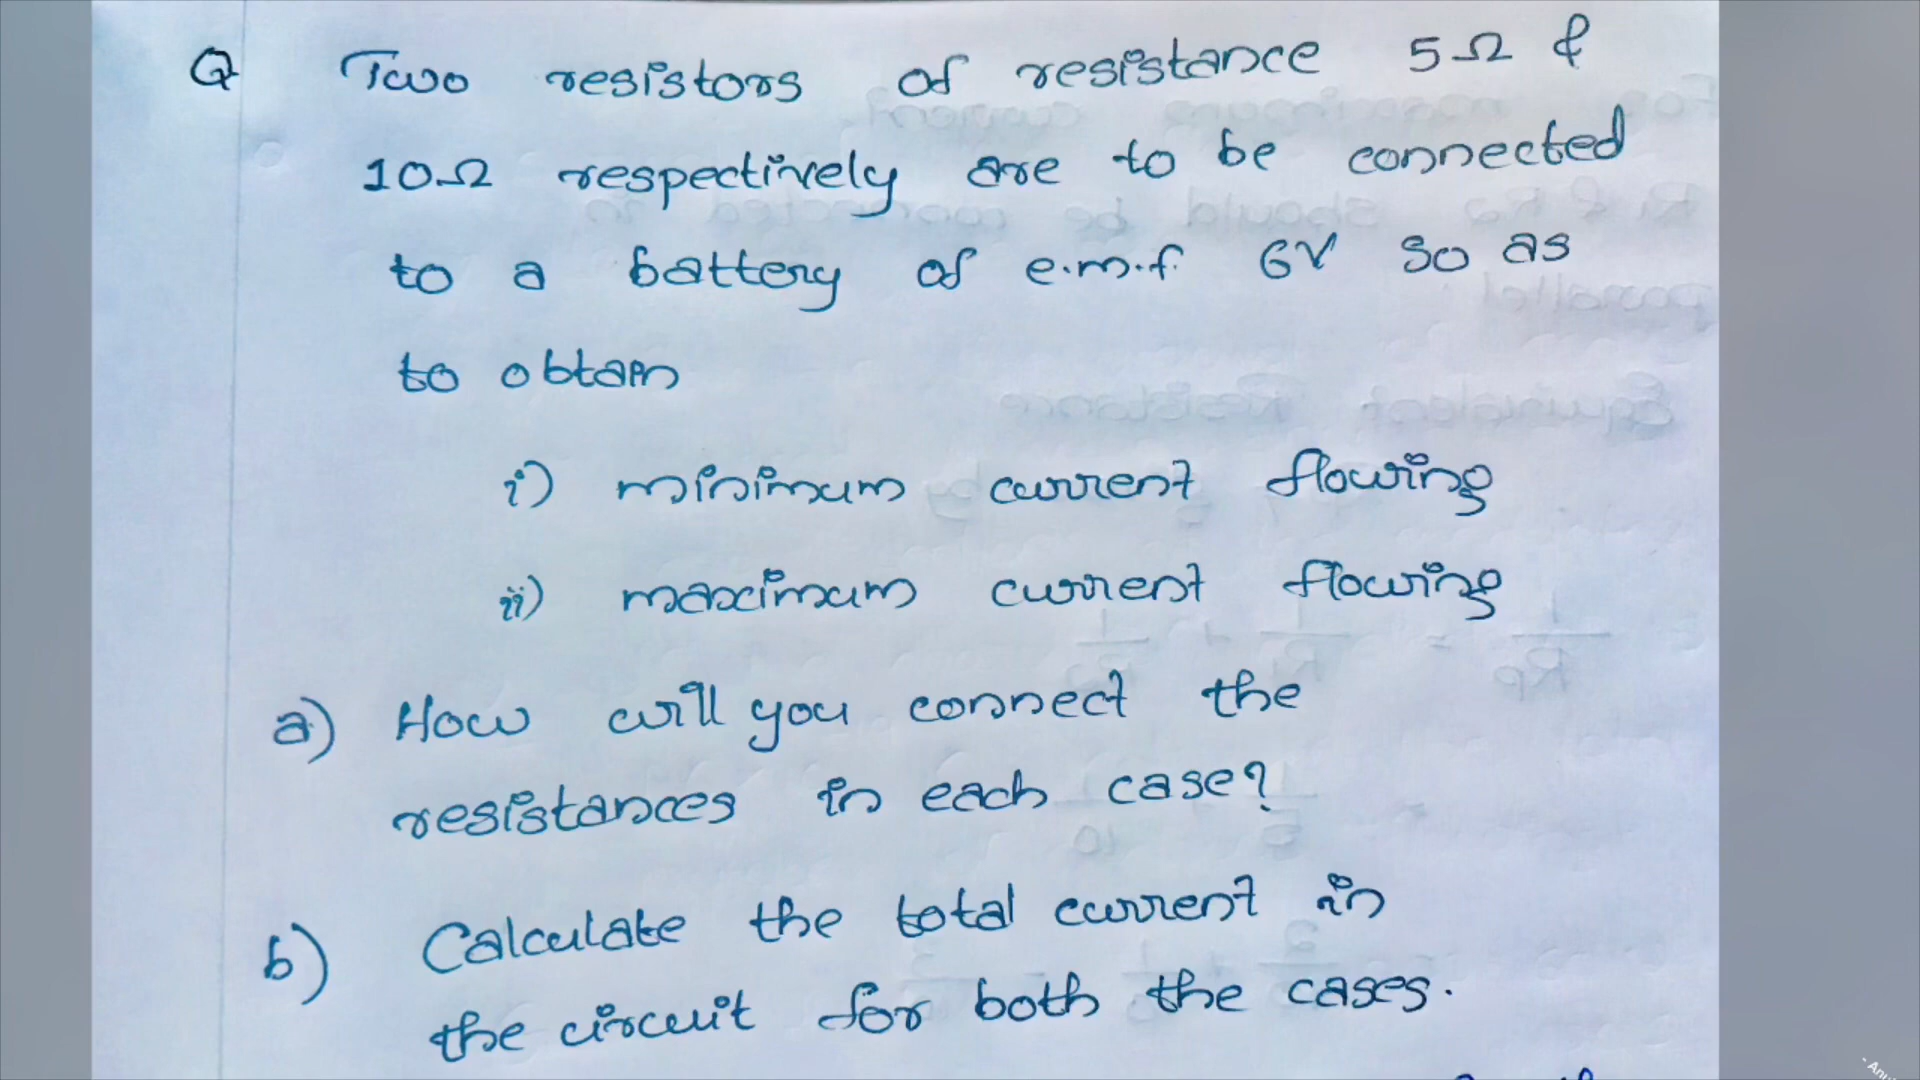 Q Two resistors of resistance 5Ω &
10Ω respectively are to be connected
to a battery of e.m.f. 6V so as
to obtain
i) minimum current flowing
ii) maximum current flowing
a) How will you connect the
resistances in each case?
b) Calculate the total current in
the circuit for both the cases.